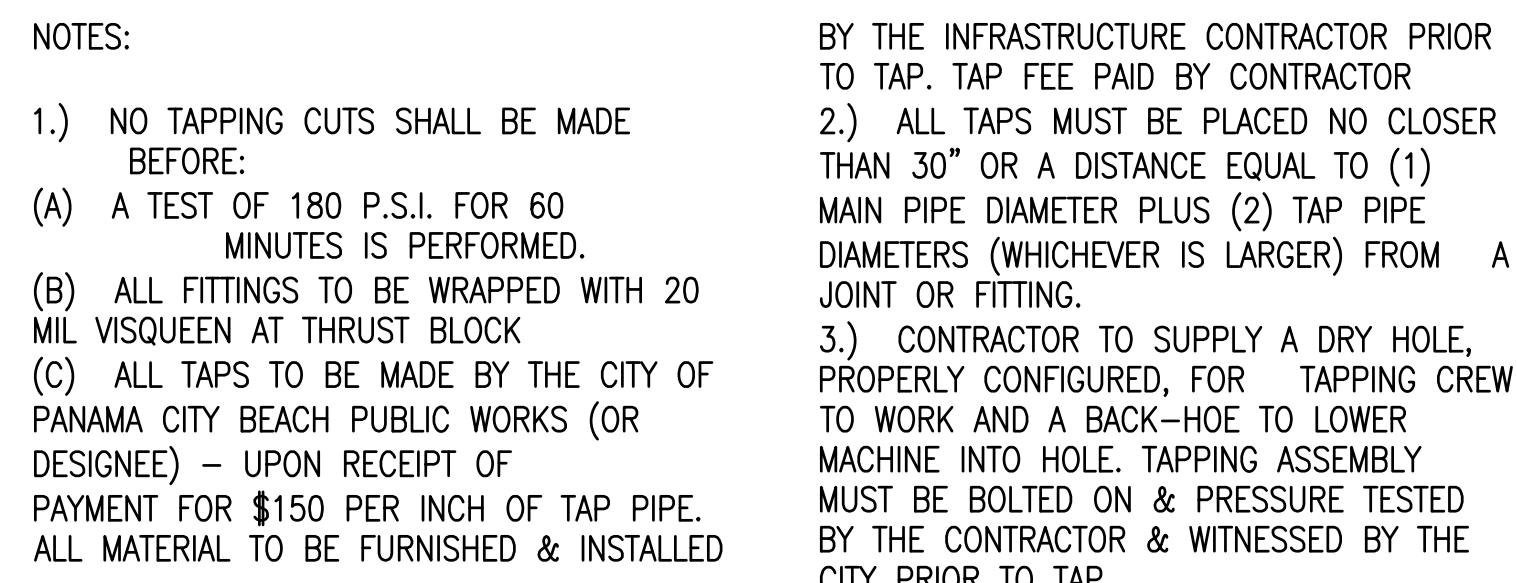 NOTES:
1.) NO TAPPING CUTS SHALL BE MADE
BEFORE:
(A) A TEST OF 180 P.S.I. FOR 60
MINUTES IS PERFORMED.
(B) ALL FITTINGS TO BE WRAPPED WITH 20
MIL VISQUEEN AT THRUST BLOCK
(C) ALL TAPS TO BE MADE BY THE CITY OF
PANAMA CITY BEACH PUBLIC WORKS (OR
DESIGNEE) – UPON RECEIPT OF
PAYMENT FOR $150 PER INCH OF TAP PIPE.
ALL MATERIAL TO BE FURNISHED & INSTALLED
BY THE INFRASTRUCTURE CONTRACTOR PRIOR
TO TAP. TAP FEE PAID BY CONTRACTOR
2.) ALL TAPS MUST BE PLACED NO CLOSER
THAN 30” OR A DISTANCE EQUAL TO (1)
MAIN PIPE DIAMETER PLUS (2) TAP PIPE
DIAMETERS (WHICHEVER IS LARGER) FROM A
JOINT OR FITTING.
3.) CONTRACTOR TO SUPPLY A DRY HOLE,
PROPERLY CONFIGURED, FOR TAPPING CREW
TO WORK AND A BACK–HOE TO LOWER
MACHINE INTO HOLE. TAPPING ASSEMBLY
MUST BE BOLTED ON & PRESSURE TESTED
BY THE CONTRACTOR & WITNESSED BY THE
CITY PRIOR TO TAP